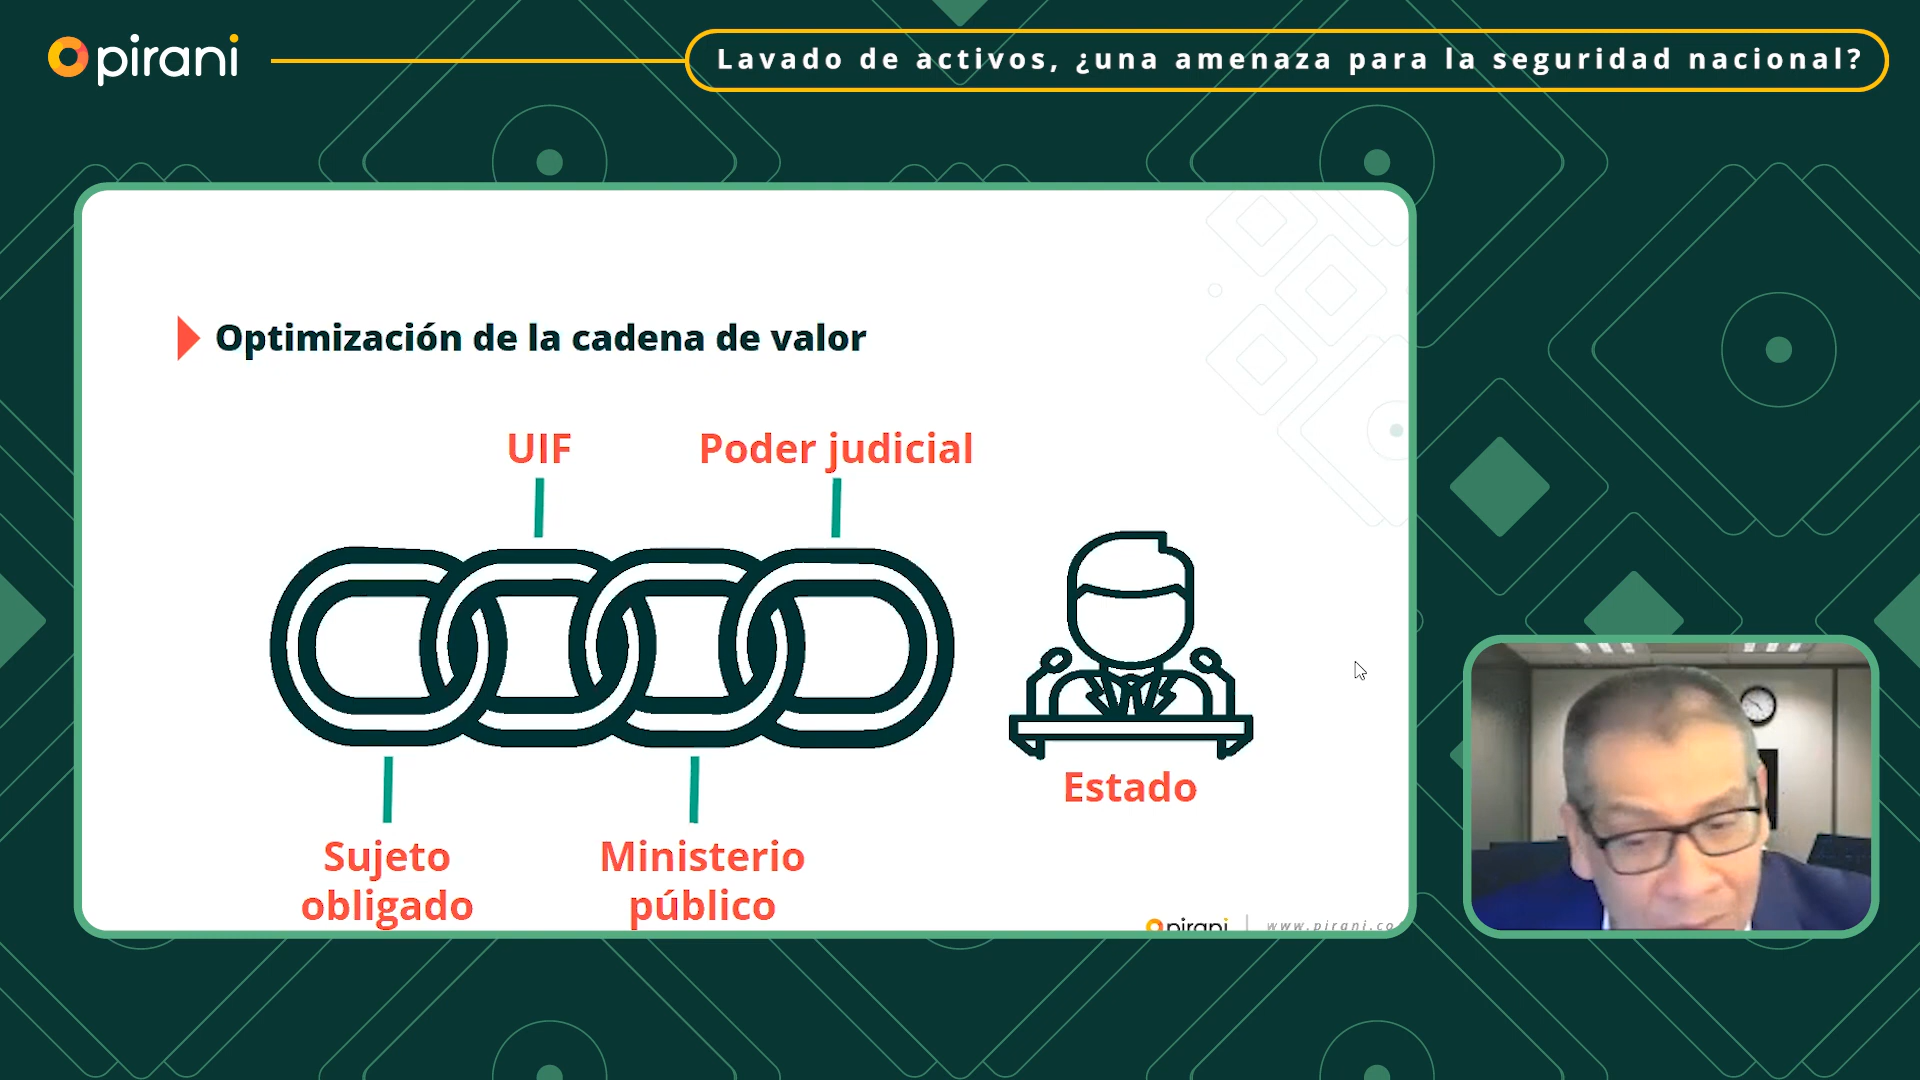 pirani
Lavado de activos, ¿una amenaza para la seguridad nacional?
Optimización de la cadena de valor
UIF
Poder judicial
Estado
Sujeto
obligado
Ministerio
público
pirani | www.pirani.co